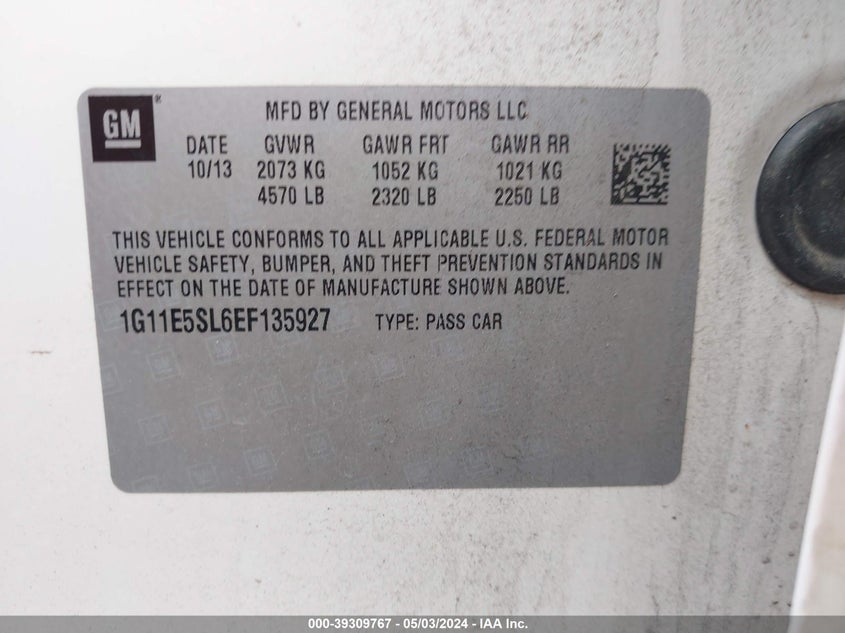 GM®
MFD BY GENERAL MOTORS LLC
DATE GVWR GAWR FRT GAWR RR
10/13 2073 KG 1052 KG 1021 KG
4570 LB 2320 LB 2250 LB
THIS VEHICLE CONFORMS TO ALL APPLICABLE U.S. FEDERAL MOTOR
VEHICLE SAFETY, BUMPER, AND THEFT PREVENTION STANDARDS IN
EFFECT ON THE DATE OF MANUFACTURE SHOWN ABOVE.
1G11E5SL6EF135927 TYPE: PASS CAR
000-39309767 - 05/03/2024 - IAA Inc.